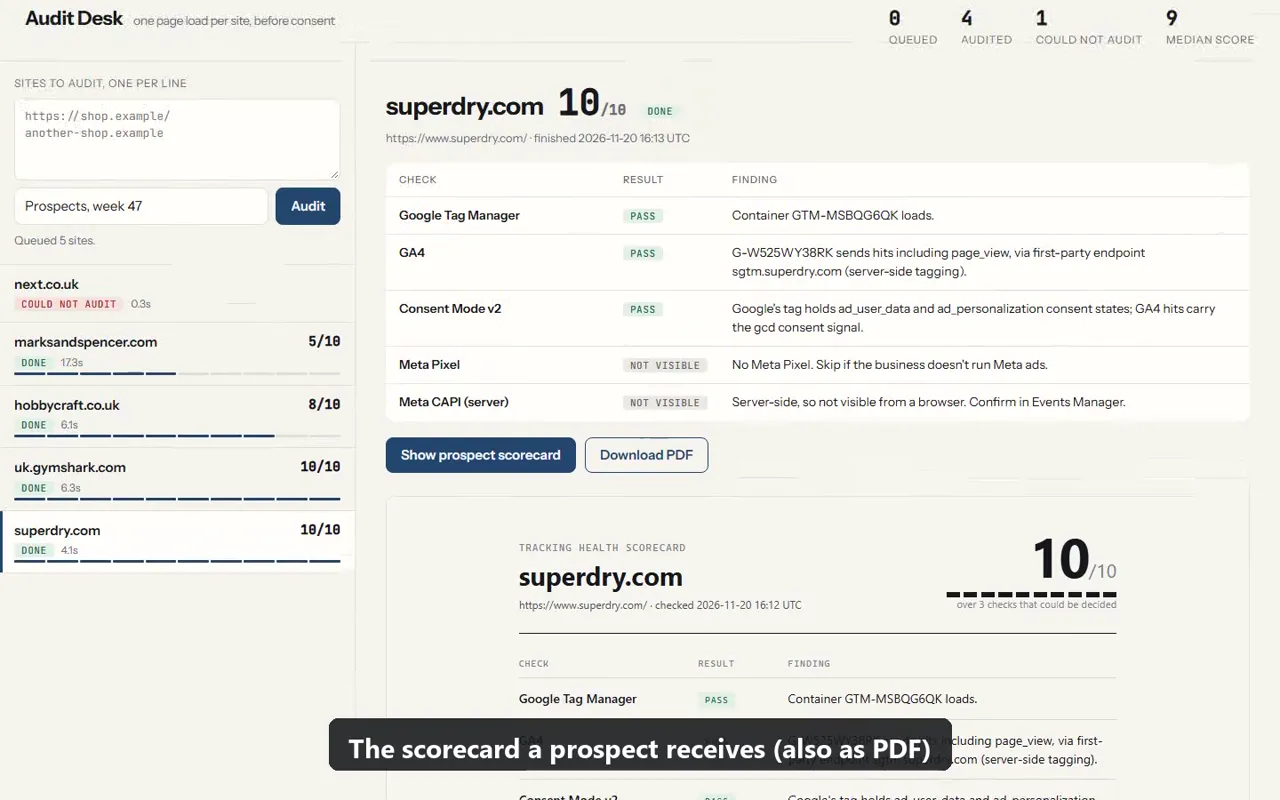 Audit Desk one page load per site, before consent
0 QUEUED
4 AUDITED
1 COULD NOT AUDIT
9 MEDIAN SCORE
SITES TO AUDIT, ONE PER LINE
https://shop.example/
another-shop.example
Prospects, week 47
Audit
Queued 5 sites.
next.co.uk
COULD NOT AUDIT 0.3s
marksandspencer.com 5/10
DONE 17.3s
hobbycraft.co.uk 8/10
DONE 6.1s
uk.gymshark.com 10/10
DONE 6.3s
superdry.com 10/10
DONE 4.1s
superdry.com 10/10 DONE
https://www.superdry.com/ · finished 2026-11-20 16:13 UTC
CHECK RESULT FINDING
Google Tag Manager PASS Container GTM-MSBQG6QK loads.
GA4 PASS G-W525WY38RK sends hits including page_view, via first-party endpoint
sgtm.superdry.com (server-side tagging).
Consent Mode v2 PASS Google's tag holds ad_user_data and ad_personalization consent states; GA4 hits carry
the gcd consent signal.
Meta Pixel NOT VISIBLE No Meta Pixel. Skip if the business doesn't run Meta ads.
Meta CAPI (server) NOT VISIBLE Server-side, so not visible from a browser. Confirm in Events Manager.
Show prospect scorecard
Download PDF
TRACKING HEALTH SCORECARD
superdry.com
https://www.superdry.com/ · checked 2026-11-20 16:12 UTC
10/10
over 3 checks that could be decided
CHECK RESULT FINDING
Google Tag Manager PASS Container GTM-MSBQG6QK loads.
GA4 including page_view, via first-
.com (server-side tagging).
The scorecard a prospect receives (also as PDF)